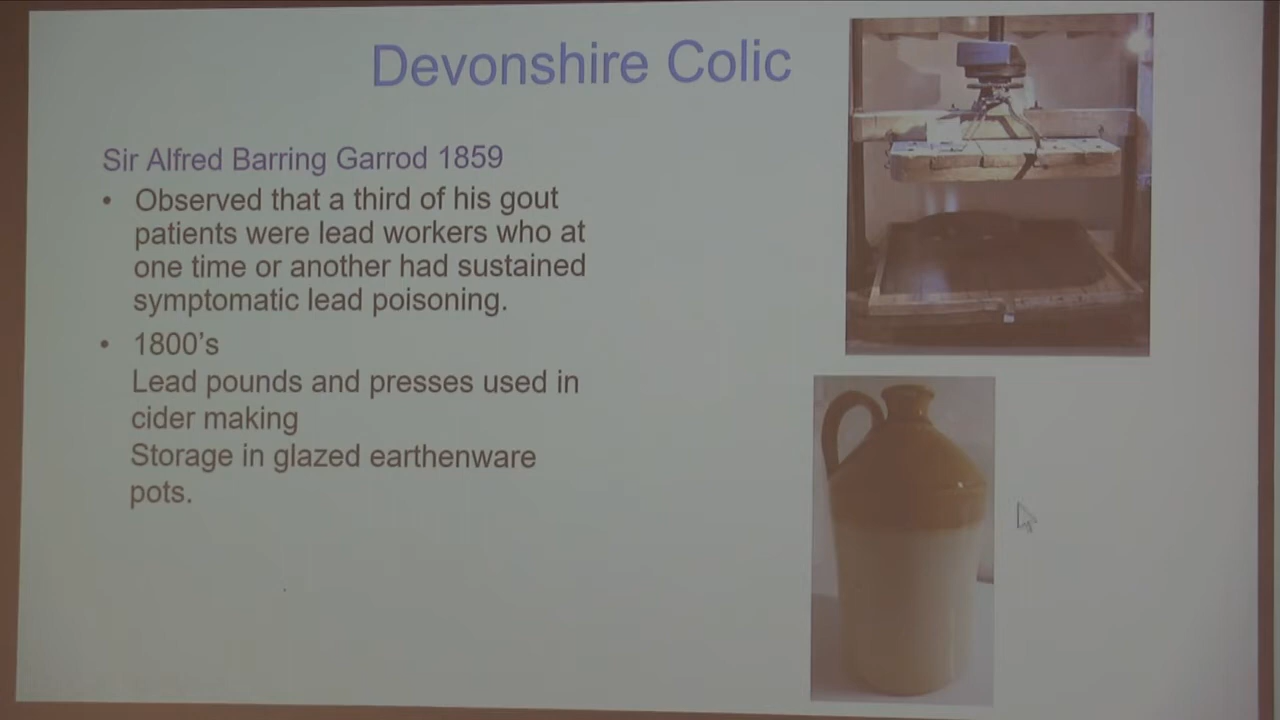 Devonshire Colic
Sir Alfred Barring Garrod 1859
• Observed that a third of his gout
patients were lead workers who at
one time or another had sustained
symptomatic lead poisoning.
• 1800's
Lead pounds and presses used in
cider making
Storage in glazed earthenware
pots.